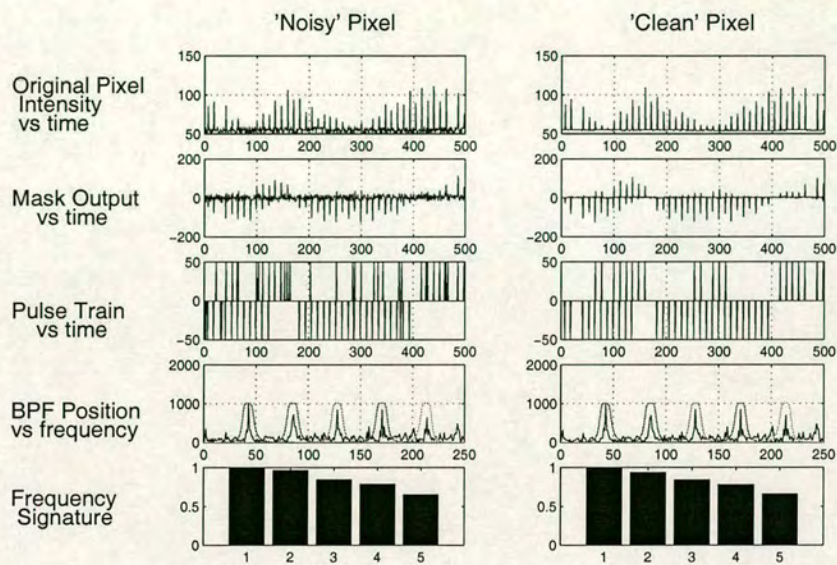 'Noisy' Pixel 'Clean' Pixel
Original Pixel
Intensity
vs time
150
100
50
0 100 200 300 400 500
150
100
50
0 100 200 300 400 500
Mask Output
vs time
200
0
−200
0 100 200 300 400 500
200
0
−200
0 100 200 300 400 500
Pulse Train
vs time
50
0
−50
0 100 200 300 400 500
50
0
−50
0 100 200 300 400 500
BPF Position
vs frequency
2000
1000
0
0 50 100 150 200 250
2000
1000
0
0 50 100 150 200 250
Frequency
Signature
1
0.5
0
1 2 3 4 5
1
0.5
0
1 2 3 4 5